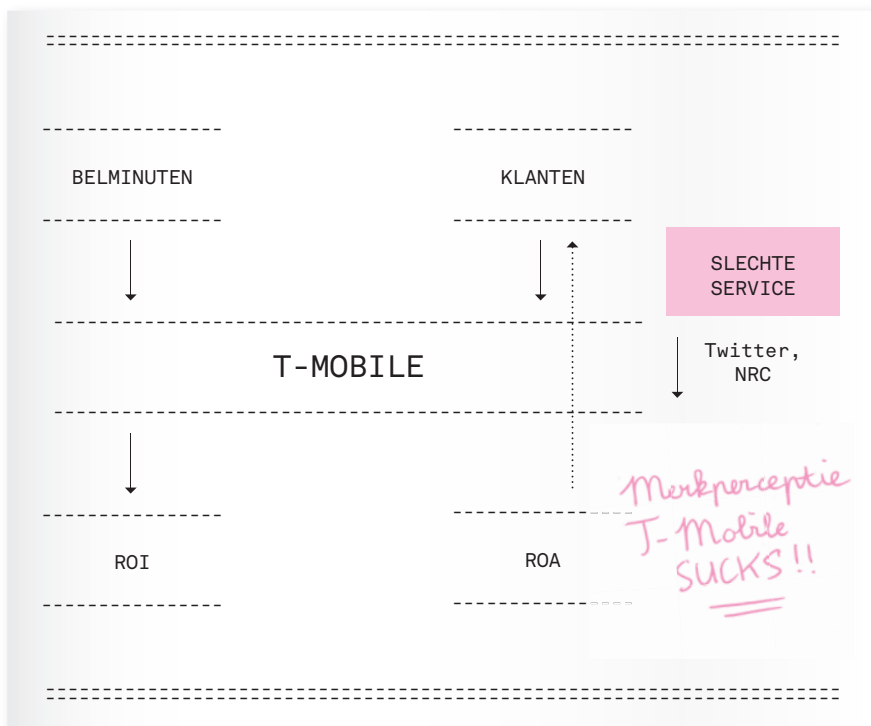 BELMINUTEN
KLANTEN
SLECHTE
SERVICE
T-MOBILE
Twitter,
NRC
Merkperceptie
T-Mobile
SUCKS!!
ROI
ROA